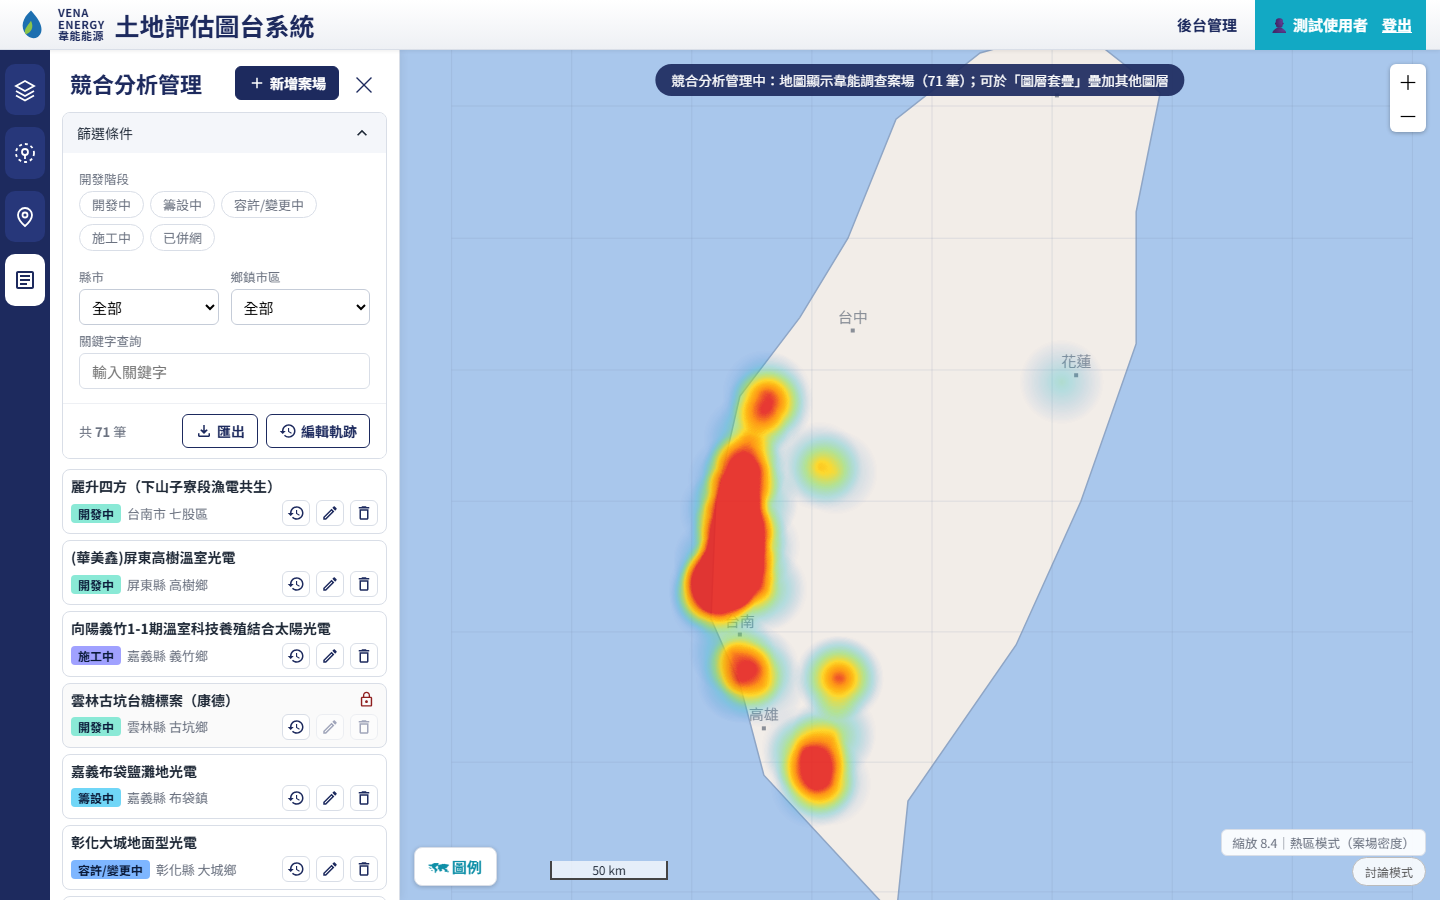 VENA
ENERGY
韋能能源
土地評估圖台系統
後台管理
測試使用者
登出
競合分析管理
新增案場
篩選條件
開發階段
開發中
籌設中
容許/變更中
施工中
已併網
縣市
鄉鎮市區
全部
全部
關鍵字查詢
輸入關鍵字
共 71 筆
匯出
編輯軌跡
麗升四方（下山子寮段漁電共生）
開發中 台南市 七股區
(華美鑫)屏東高樹溫室光電
開發中 屏東縣 高樹鄉
向陽義竹1-1期溫室科技養殖結合太陽光電
施工中 嘉義縣 義竹鄉
雲林古坑台糖標案（康德）
開發中 雲林縣 古坑鄉
嘉義布袋鹽灘地光電
籌設中 嘉義縣 布袋鎮
彰化大城地面型光電
容許/變更中 彰化縣 大城鄉
競合分析管理中：地圖顯示韋能調查案場（71 筆）；可於「圖層套疊」疊加其他圖層
台中
花蓮
台南
高雄
圖例
50 km
縮放 8.4｜熱區模式（案場密度）
討論模式